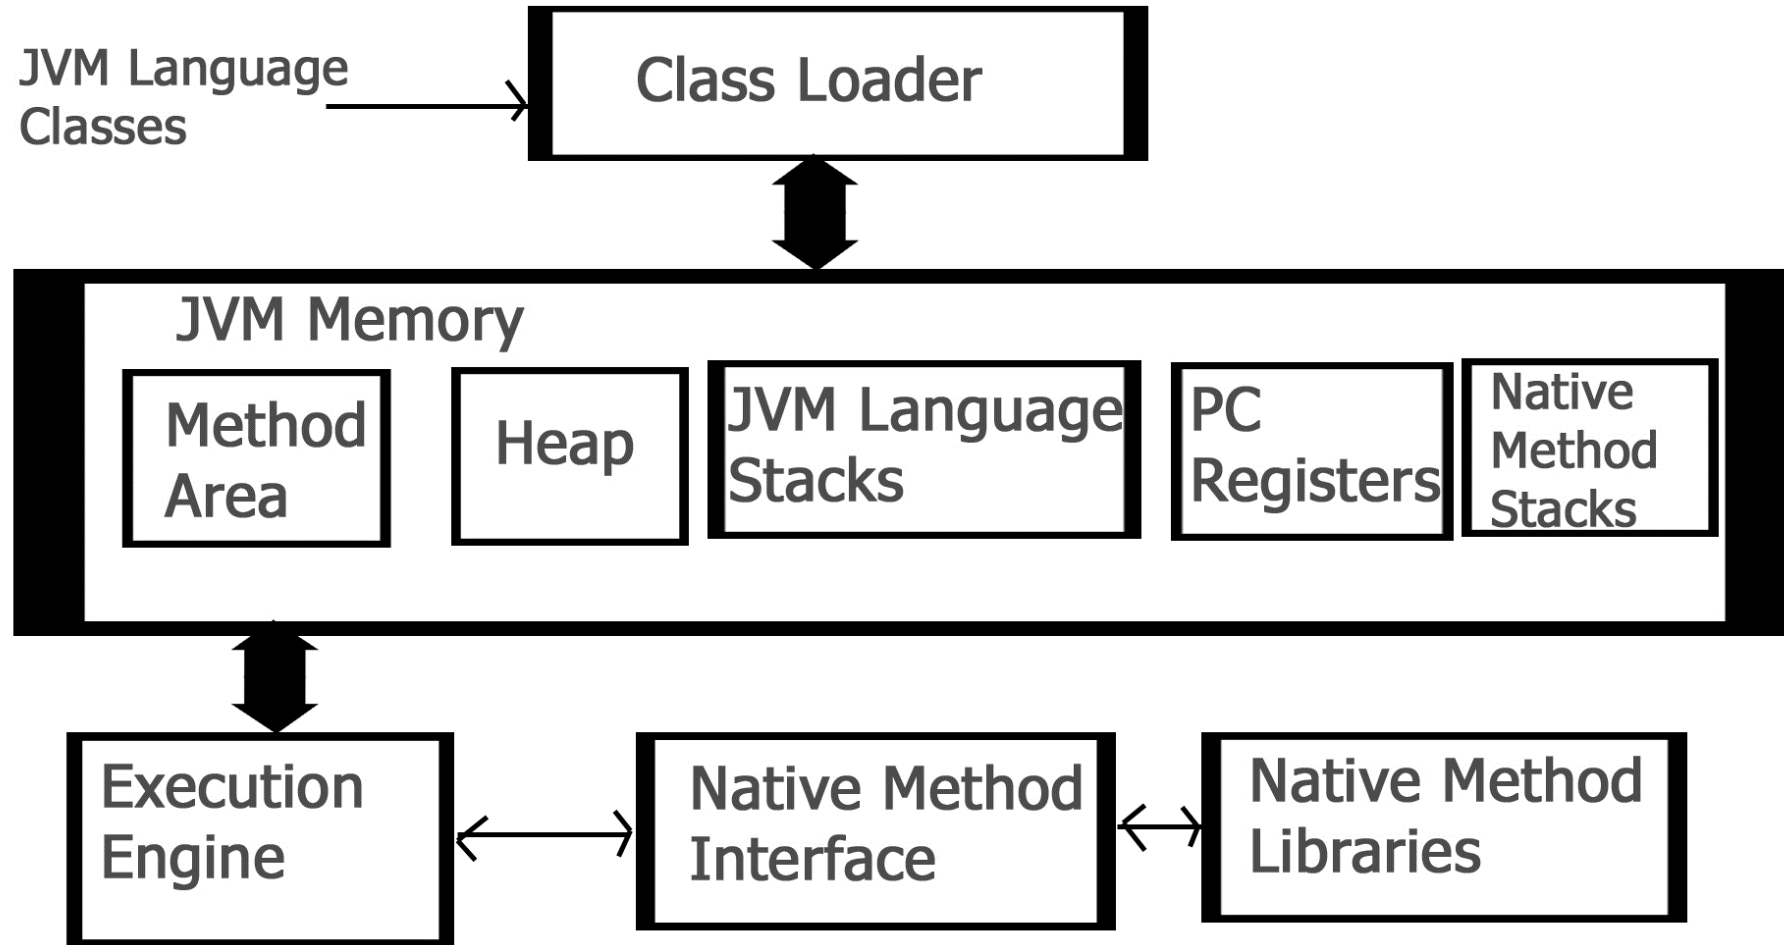 JVM Language
Classes
Class Loader
JVM Memory
Method
Area
Heap
JVM Language
Stacks
PC
Registers
Native
Method
Stacks
Execution
Engine
Native Method
Interface
Native Method
Libraries